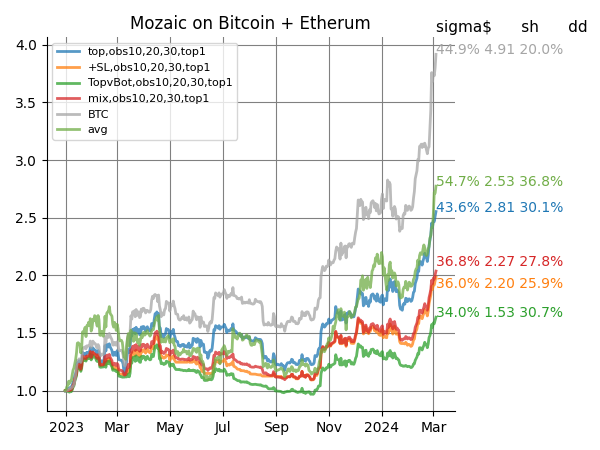 Mozaic on Bitcoin + Etherum
sigma$ sh dd
4.0
3.5
3.0
2.5
2.0
1.5
1.0
top,obs10,20,30,top1
+SL,obs10,20,30,top1
TopvBot,obs10,20,30,top1
mix,obs10,20,30,top1
BTC
avg
44.9% 4.91 20.0%
54.7% 2.53 36.8%
43.6% 2.81 30.1%
36.8% 2.27 27.8%
36.0% 2.20 25.9%
34.0% 1.53 30.7%
2023 Mar May Jul Sep Nov 2024 Mar